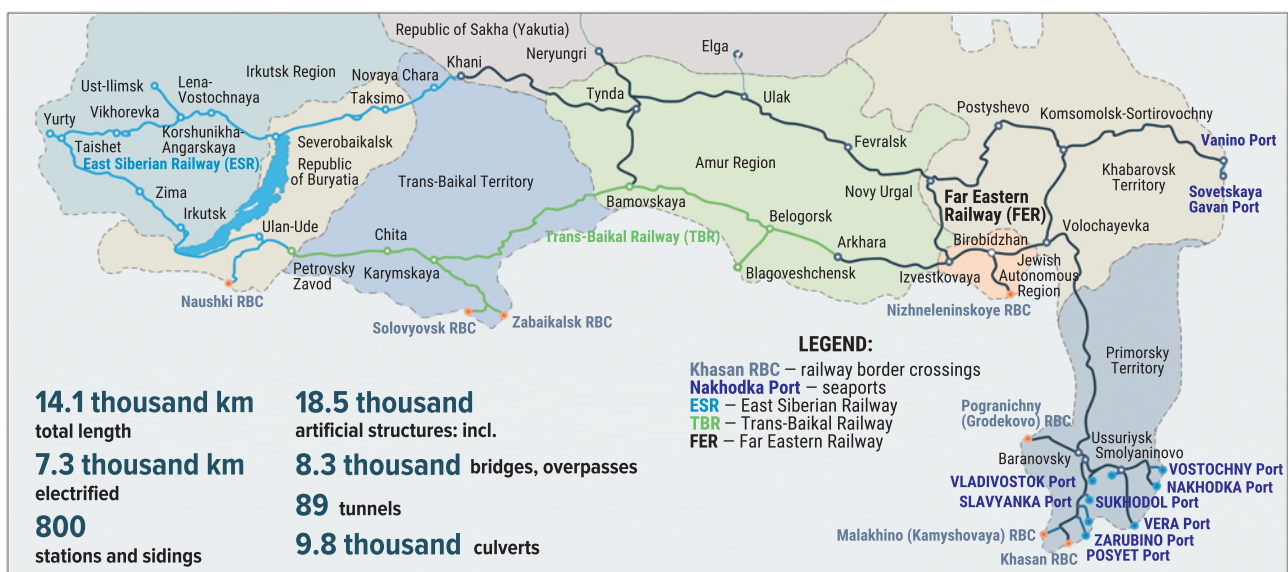 Republic of Sakha (Yakutia)
Neryungri
Elga
Khani
Irkutsk Region
Novaya Chara
Ust-Ilimsk
Lena-
Vostochnaya
Taksimo
Tynda
Ulak
Postyshevo
Komsomolsk-Sortirovochny
Vikhorevka
Yurty
Korshunikha-
Angarskaya
Taishet
Severobaikalsk
Fevralsk
Vanino Port
East Siberian Railway (ESR)
Republic
of Buryatia
Amur Region
Khabarovsk
Territory
Trans-Baikal Territory
Zima
Novy Urgal
Sovetskaya
Gavan Port
Far Eastern
Railway (FER)
Irkutsk
Bamovskaya
Belogorsk
Ulan-Ude
Chita
Trans-Baikal Railway (TBR)
Arkhara
Birobidzhan
Volochayevka
Petrovsky
Zavod
Karymskaya
Blagoveshchensk
Izvestkovaya
Jewish
Autonomous
Region
Naushki RBC
Nizhneleninskoye RBC
Solovyovsk RBC
Zabaikalsk RBC
LEGEND:
Khasan RBC – railway border crossings
Nakhodka Port – seaports
ESR – East Siberian Railway
TBR – Trans-Baikal Railway
FER – Far Eastern Railway
Primorsky
Territory
14.1 thousand km
total length
7.3 thousand km
electrified
800
stations and sidings
18.5 thousand
artificial structures: incl.
8.3 thousand bridges, overpasses
89 tunnels
9.8 thousand culverts
Pogranichny
(Grodekovo) RBC
Ussuriysk
Baranovsky
Smolyaninovo
VOSTOCHNY Port
VLADIVOSTOK Port
NAKHODKA Port
SLAVYANKA Port
SUKHODOL Port
VERA Port
Malakhino (Kamyshovaya) RBC
ZARUBINO Port
Khasan RBC
POSYET Port